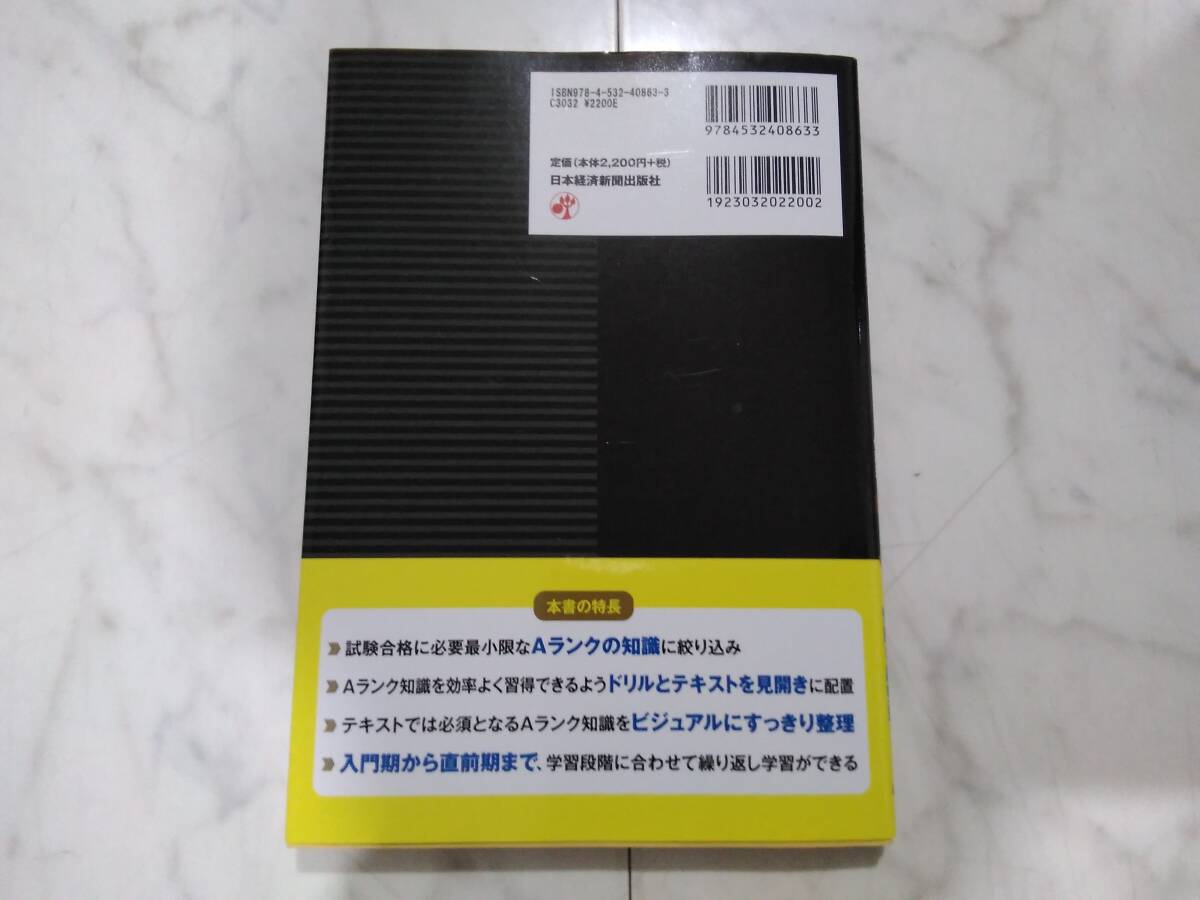 ISBN978-4-532-40863-3
C3032 ¥2200E
9784532408633
定価(本体2,200円+税)
日本経済新聞出版社
1923032022002
本書の特長
試験合格に必要最小限なAランクの知識に絞り込み
Aランク知識を効率よく習得できるようドリルとテキストを見開きに配置
テキストでは必須となるAランク知識をビジュアルにすっきり整理
入門期から直前期まで、学習段階に合わせて繰り返し学習ができる